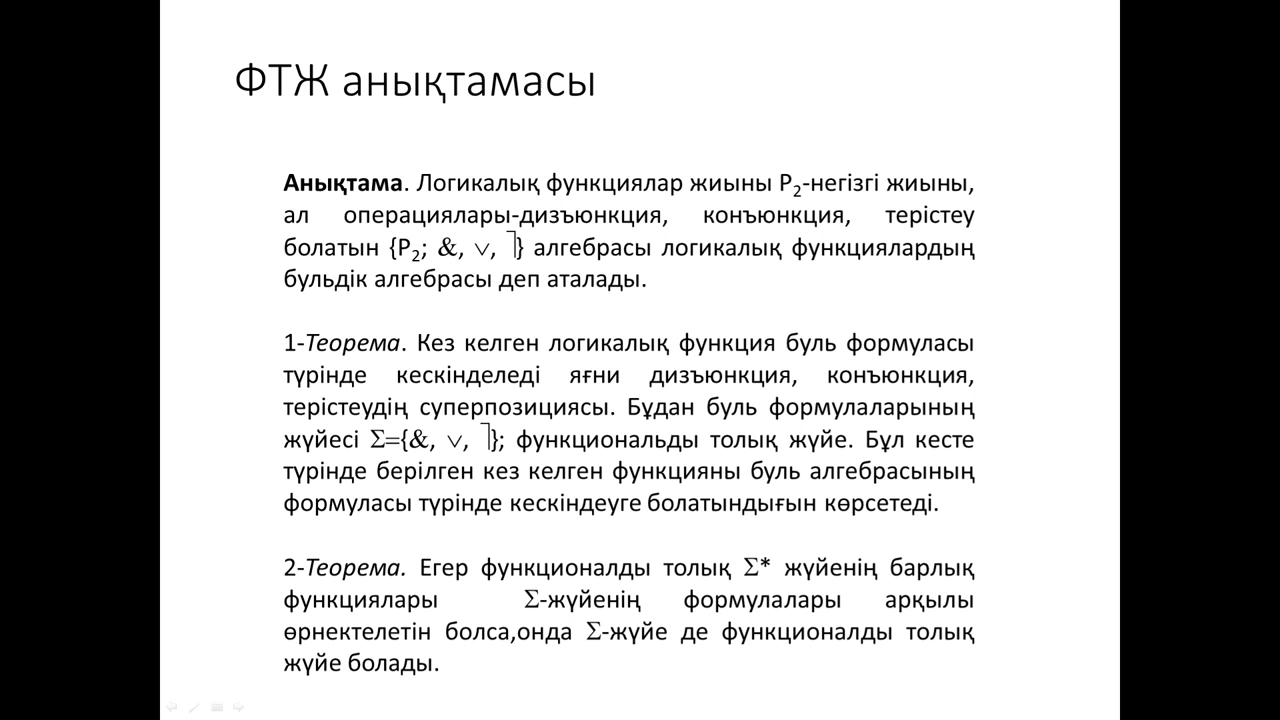 ФТЖ анықтамасы
Анықтама. Логикалық функциялар жиыны P₂-негізгі жиыны,
ал операциялары-дизъюнкция, конъюнкция, терістеу
болатын {P₂; &, ∨, ⏋} алгебрасы логикалық функциялардың
бульдік алгебрасы деп аталады.
1-Теорема. Кез келген логикалық функция буль формуласы
түрінде кескінделеді яғни дизъюнкция, конъюнкция,
терістеудің суперпозициясы. Бұдан буль формулаларының
жүйесі Σ={&, ∨, ⏋}; функциональды толық жүйе. Бұл кесте
түрінде берілген кез келген функцияны буль алгебрасының
формуласы түрінде кескіндеуге болатындығын көрсетеді.
2-Теорема. Егер функционалды толық Σ* жүйенің барлық
функциялары Σ-жүйенің формулалары арқылы
өрнектелетін болса,онда Σ-жүйе де функционалды толық
жүйе болады.